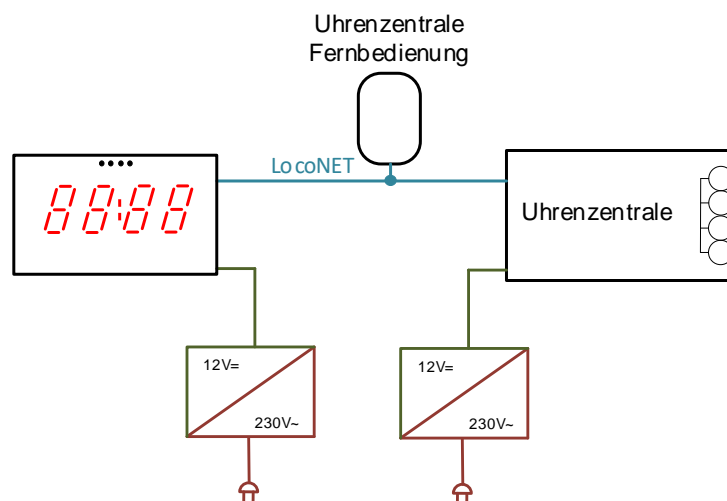 Uhrenzentrale
Fernbedienung
LocoNET
88:88
Uhrenzentrale
12V=
230V~
12V=
230V~